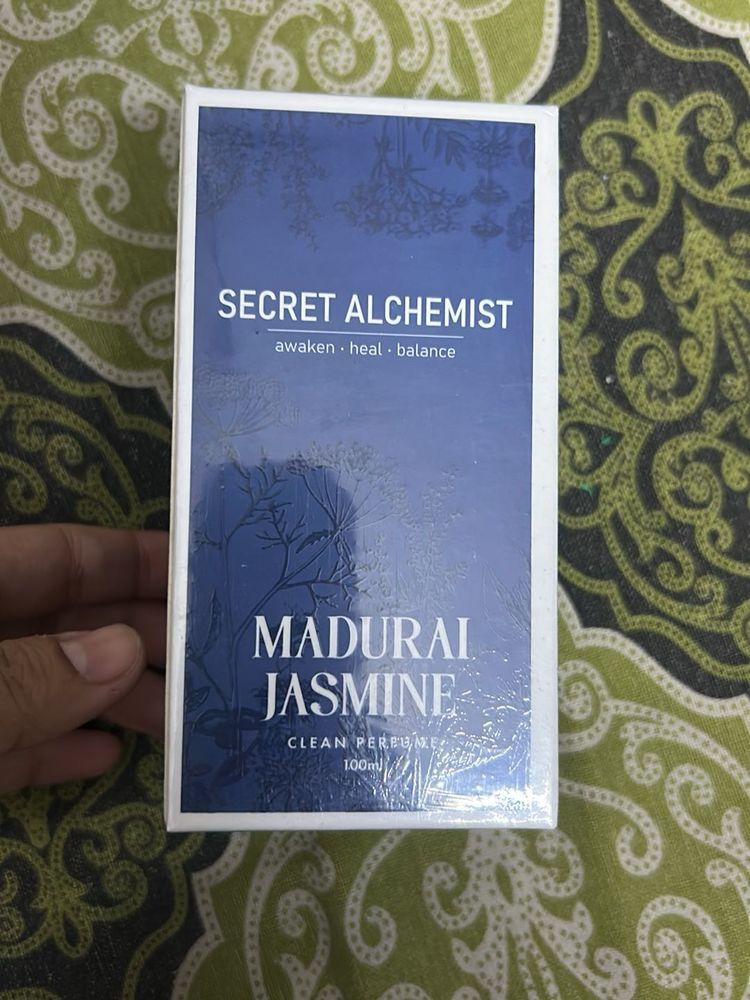 SECRET ALCHEMIST
awaken · heal · balance
MADURAI
JASMINE
CLEAN PERFUME
100ml